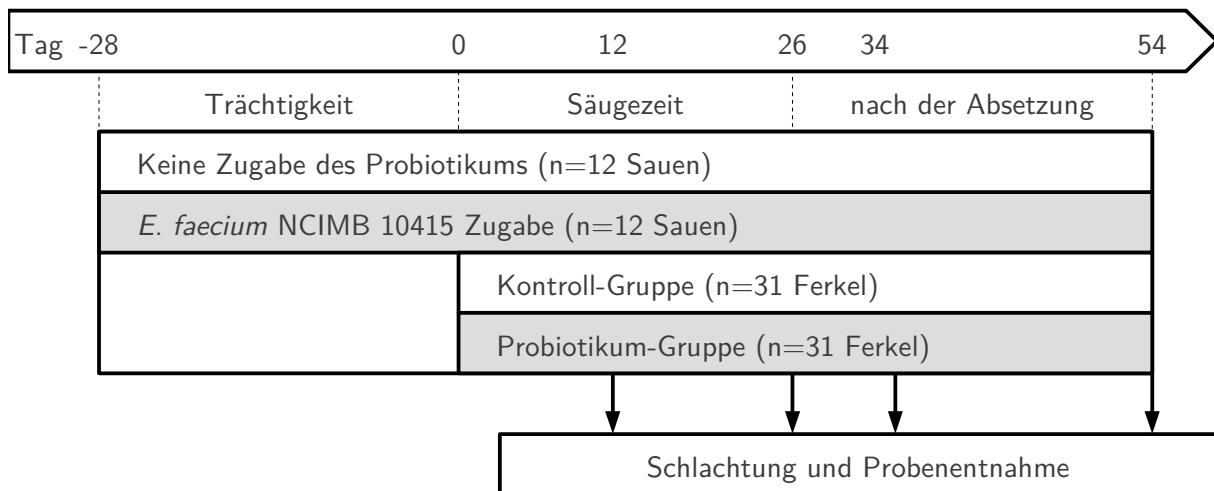 Tag -28 0 12 26 34 54
Trächtigkeit Säugezeit nach der Absetzung
Keine Zugabe des Probiotikums (n=12 Sauen)
E. faecium NCIMB 10415 Zugabe (n=12 Sauen)
Kontroll-Gruppe (n=31 Ferkel)
Probiotikum-Gruppe (n=31 Ferkel)
Schlachtung und Probenentnahme